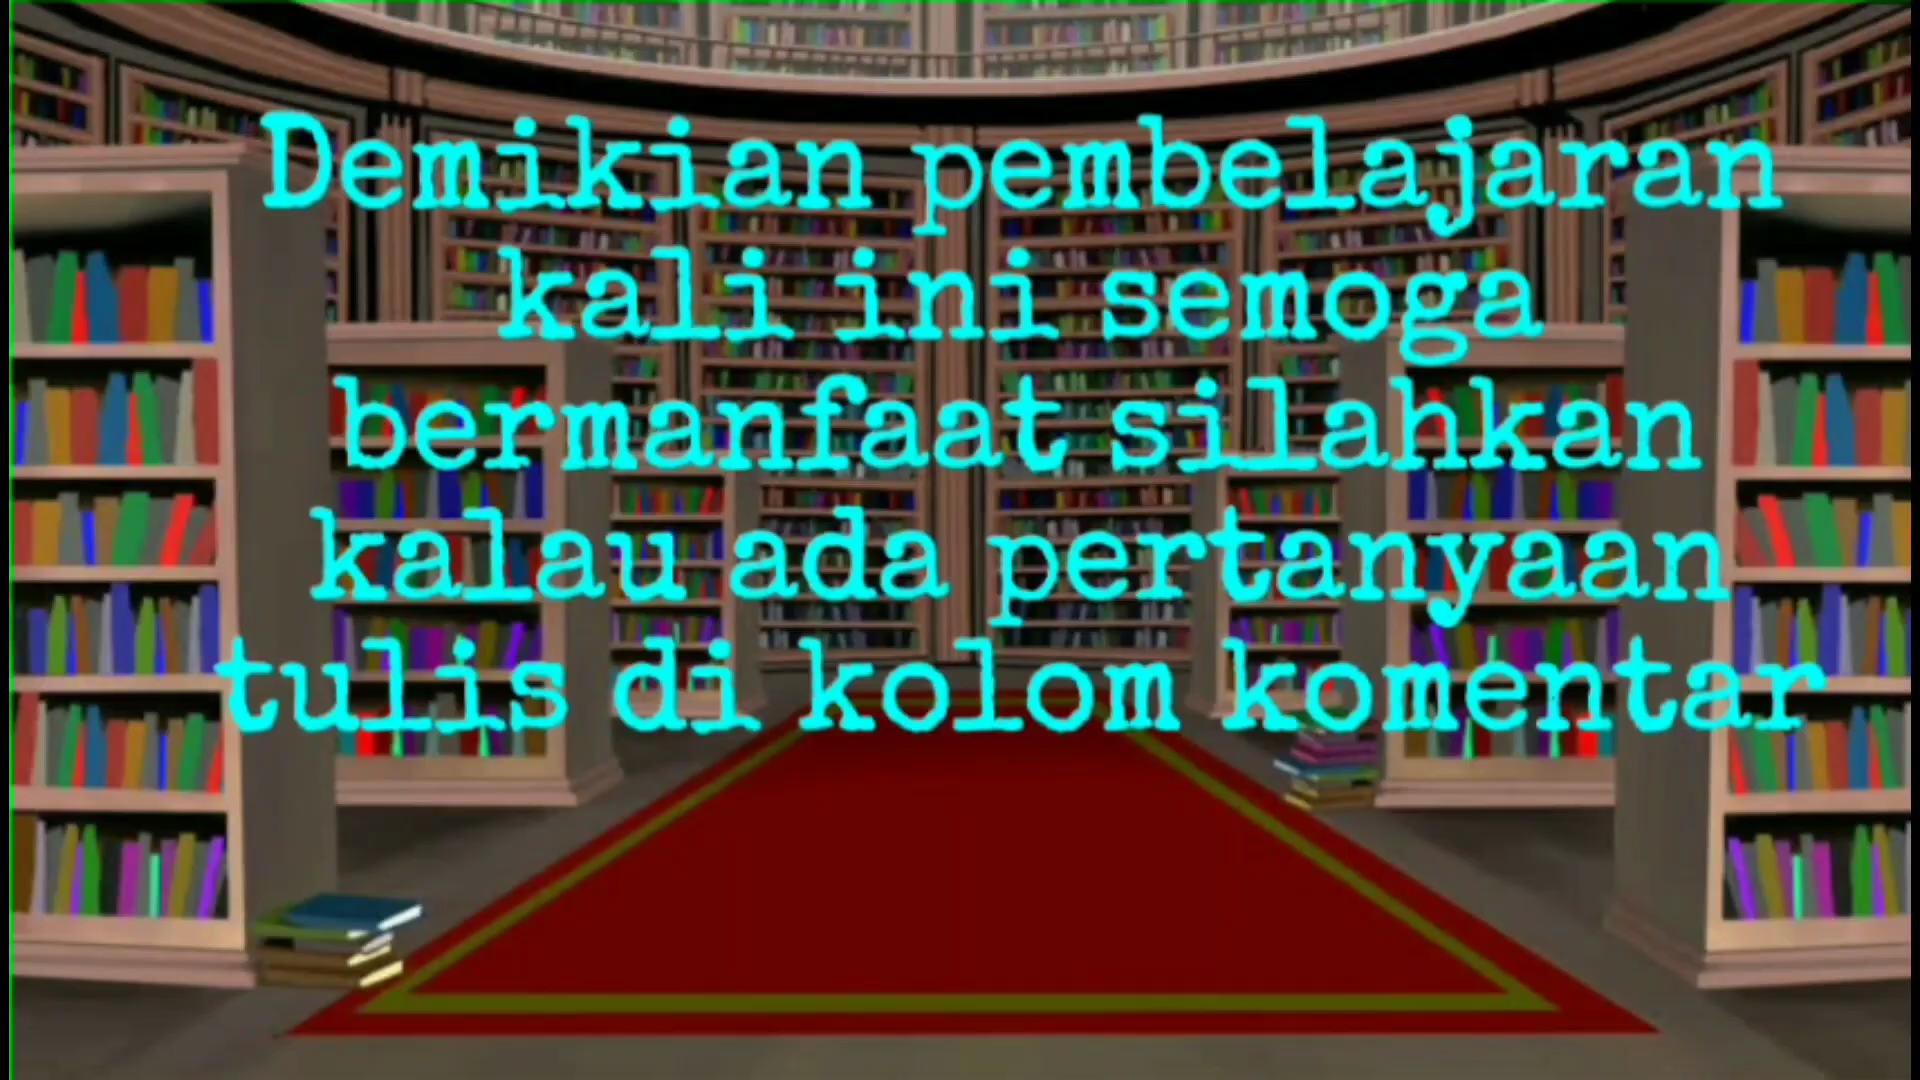 Demikian pembelajaran
kali ini semoga
bermanfaat silahkan
kalau ada pertanyaan
tulis di kolom komentar